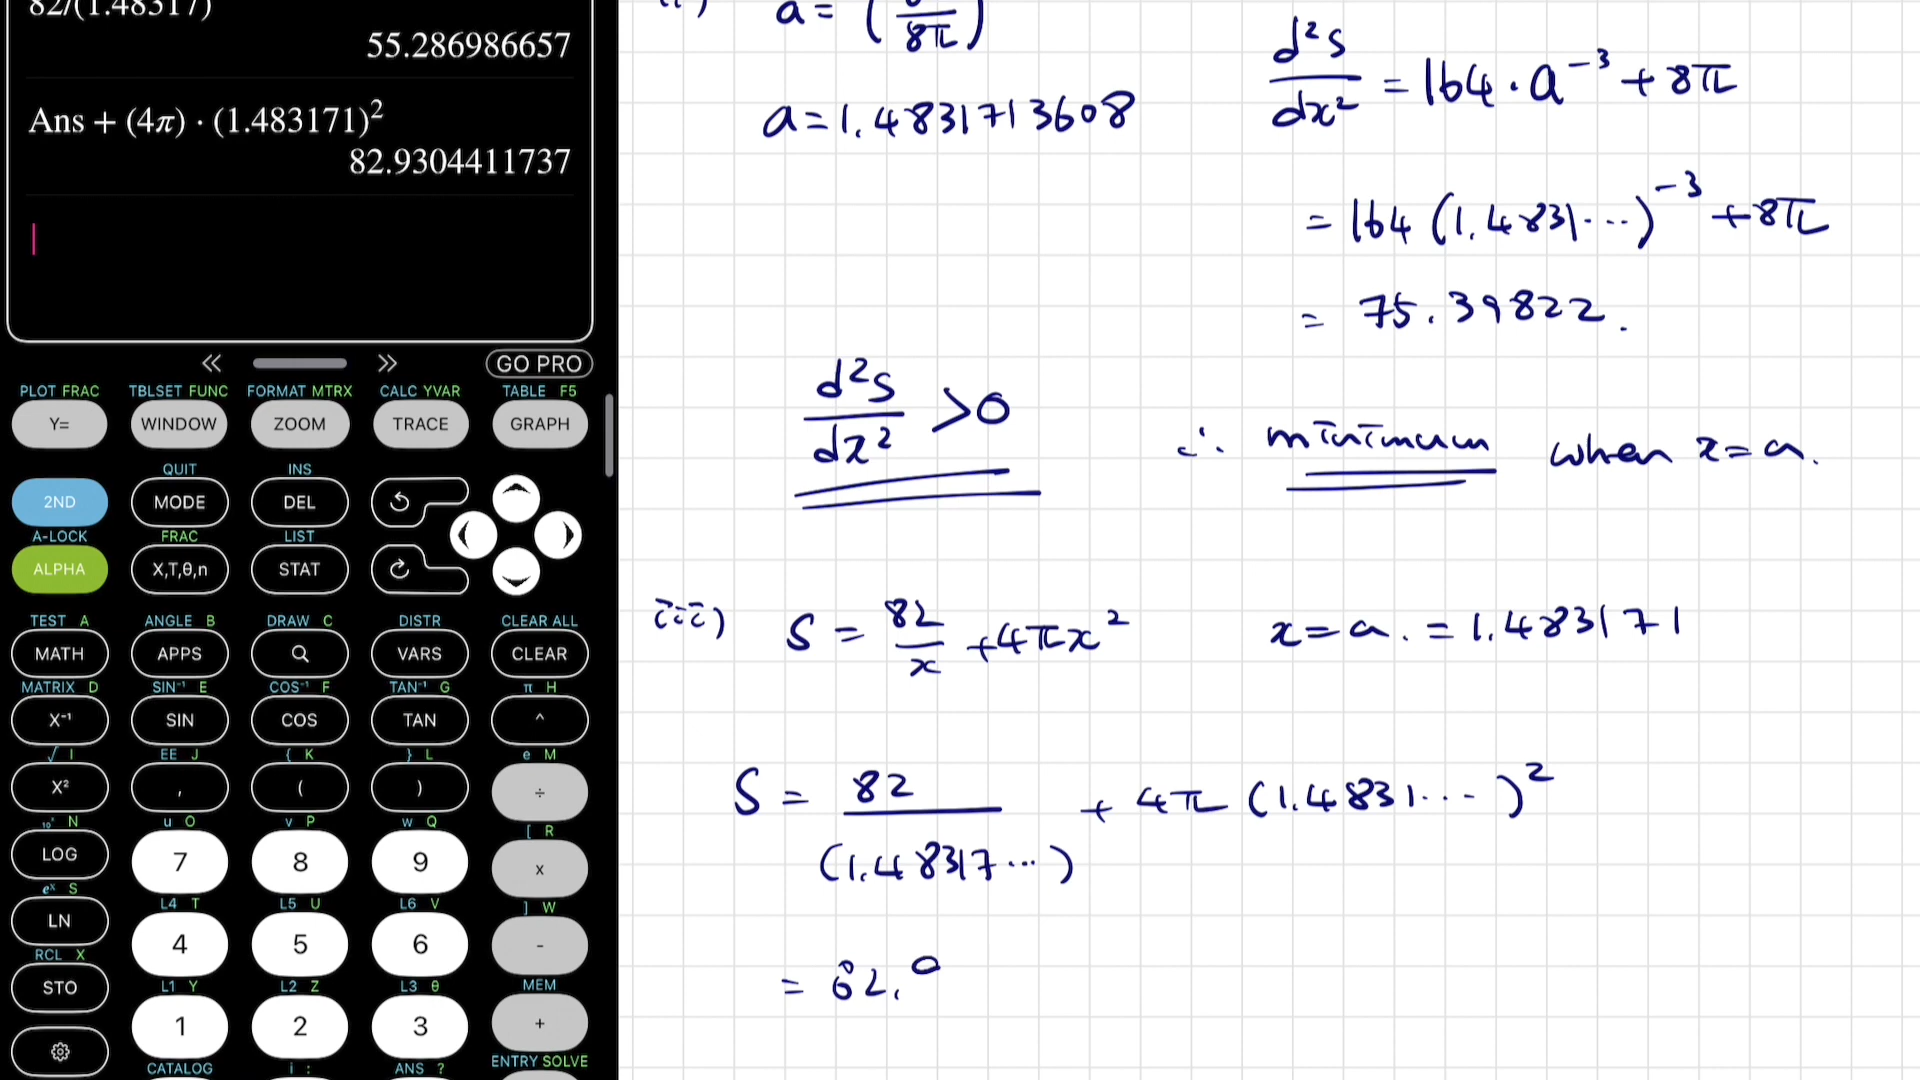 82/(1.48317)
55.286986657
Ans + (4π) · (1.483171)²
82.9304411737
GO PRO
PLOT FRAC TBLSET FUNC FORMAT MTRX CALC YVAR TABLE F5
Y= WINDOW ZOOM TRACE GRAPH
QUIT INS
2ND MODE DEL
A-LOCK FRAC LIST
ALPHA X,T,θ,n STAT
TEST A ANGLE B DRAW C DISTR CLEAR ALL
MATH APPS VARS CLEAR
MATRIX D SIN⁻¹ E COS⁻¹ F TAN⁻¹ G π H
X⁻¹ SIN COS TAN ^
√ I EE J { K } L e M
X² , ( ) ÷
10ˣ N u O v P w Q [ R
LOG 7 8 9 x
eˣ S L4 T L5 U L6 V ] W
LN 4 5 6 -
RCL X L1 Y L2 Z L3 θ MEM
STO 1 2 3 +
CATALOG i : ANS ? ENTRY SOLVE
a = ( /8π)
a = 1.4831713608
d²S/dx² = 164 · a⁻³ + 8π
= 164 (1.4831...)⁻³ + 8π
= 75.39822.
d²S/dx² > 0 ∴ minimum when x = a.
iii) S = 82/x + 4πx² x = a. = 1.483171
S = 82/(1.48317...) + 4π (1.4831...)²